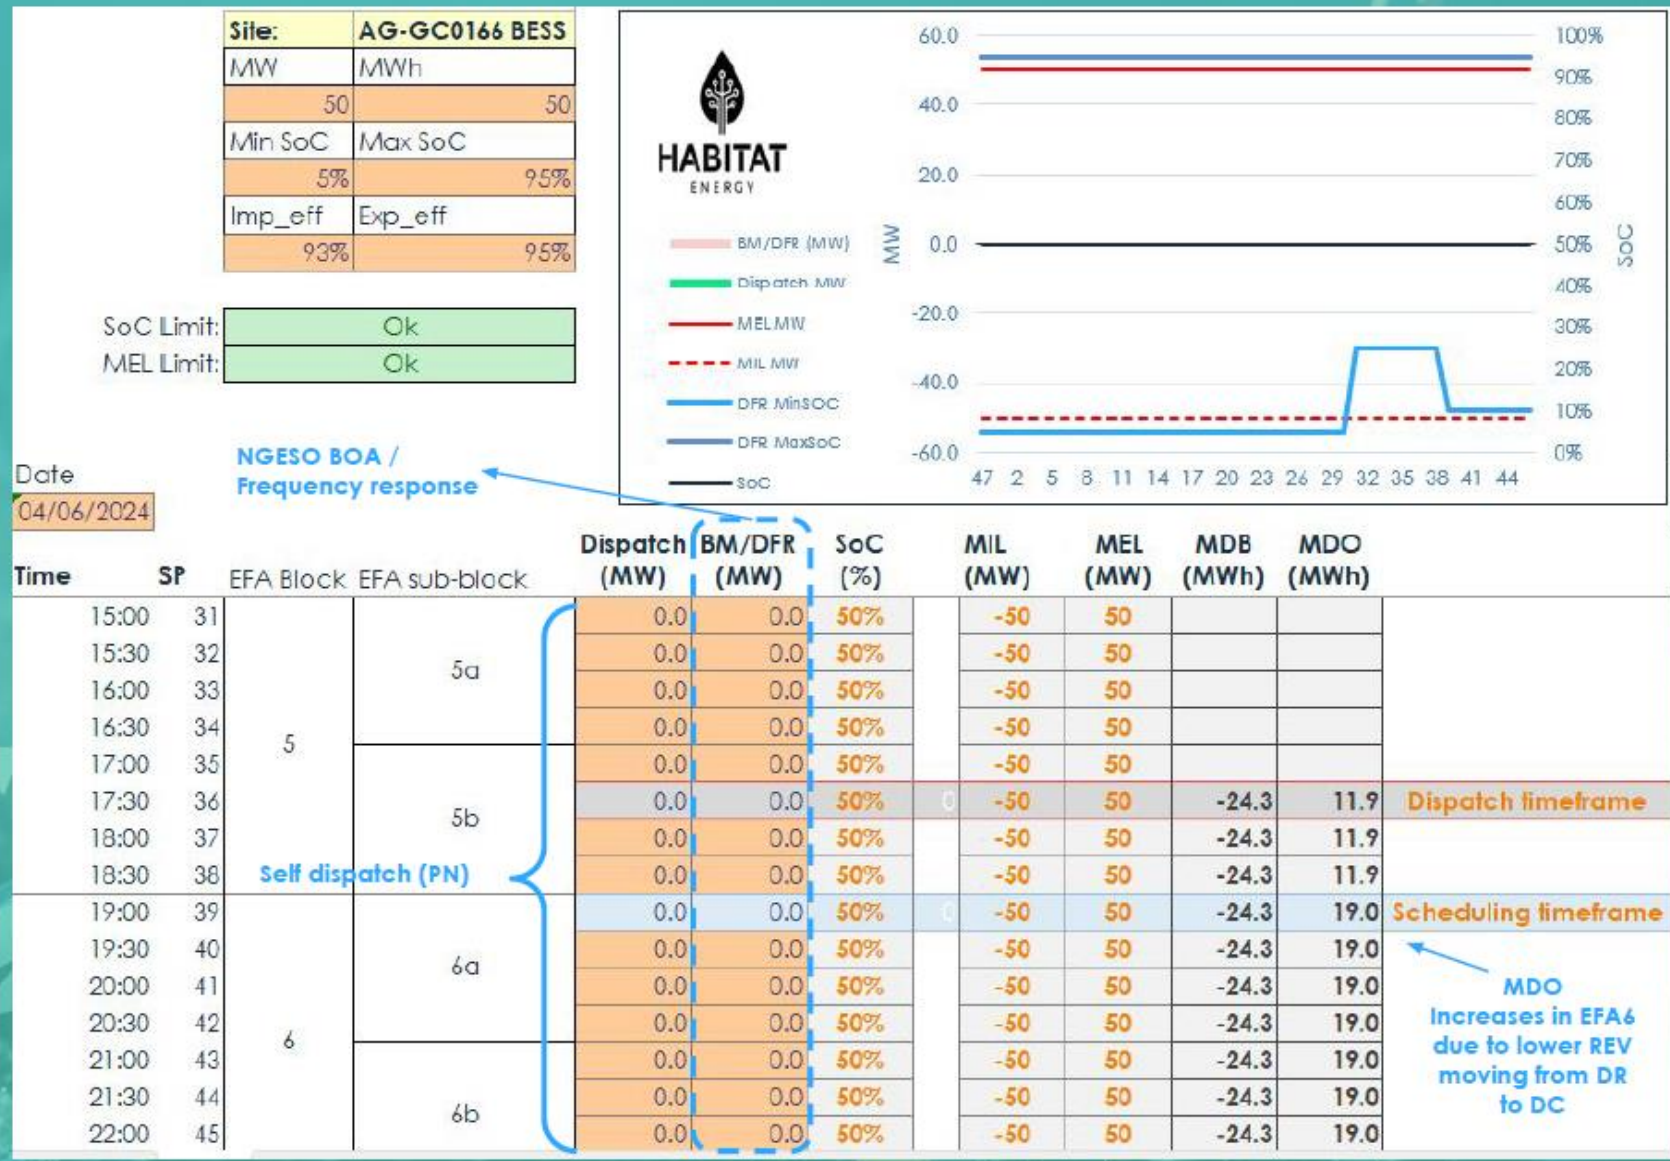 Site: AG-GC0166 BESS
MW MWh
50 50
Min SoC Max SoC
5% 95%
Imp_eff Exp_eff
93% 95%
SoC Limit: Ok
MEL Limit: Ok
HABITAT
ENERGY
BM/DFR (MW)
Dispatch MW
MEL MW
MIL MW
DFR MinSOC
DFR MaxSoC
SoC
MW
60.0
40.0
20.0
0.0
-20.0
-40.0
-60.0
100%
90%
80%
70%
60%
50%
40%
30%
20%
10%
0%
SoC
47 2 5 8 11 14 17 20 23 26 29 32 35 38 41 44
NGESO BOA /
Frequency response
Date
04/06/2024
Time SP EFA Block EFA sub-block Dispatch (MW) BM/DFR (MW) SoC (%) MIL (MW) MEL (MW) MDB (MWh) MDO (MWh)
15:00 31 0.0 0.0 50% -50 50
15:30 32 0.0 0.0 50% -50 50
5a
16:00 33 0.0 0.0 50% -50 50
16:30 34 0.0 0.0 50% -50 50
5
17:00 35 0.0 0.0 50% -50 50
17:30 36 0.0 0.0 50% 0 -50 50 -24.3 11.9 Dispatch timeframe
5b
18:00 37 0.0 0.0 50% -50 50 -24.3 11.9
18:30 38 0.0 0.0 50% -50 50 -24.3 11.9
Self dispatch (PN)
19:00 39 0.0 0.0 50% 0 -50 50 -24.3 19.0 Scheduling timeframe
19:30 40 0.0 0.0 50% -50 50 -24.3 19.0
6a
20:00 41 0.0 0.0 50% -50 50 -24.3 19.0
20:30 42 0.0 0.0 50% -50 50 -24.3 19.0
6
21:00 43 0.0 0.0 50% -50 50 -24.3 19.0
21:30 44 0.0 0.0 50% -50 50 -24.3 19.0
6b
22:00 45 0.0 0.0 50% -50 50 -24.3 19.0
MDO
Increases in EFA6
due to lower REV
moving from DR
to DC